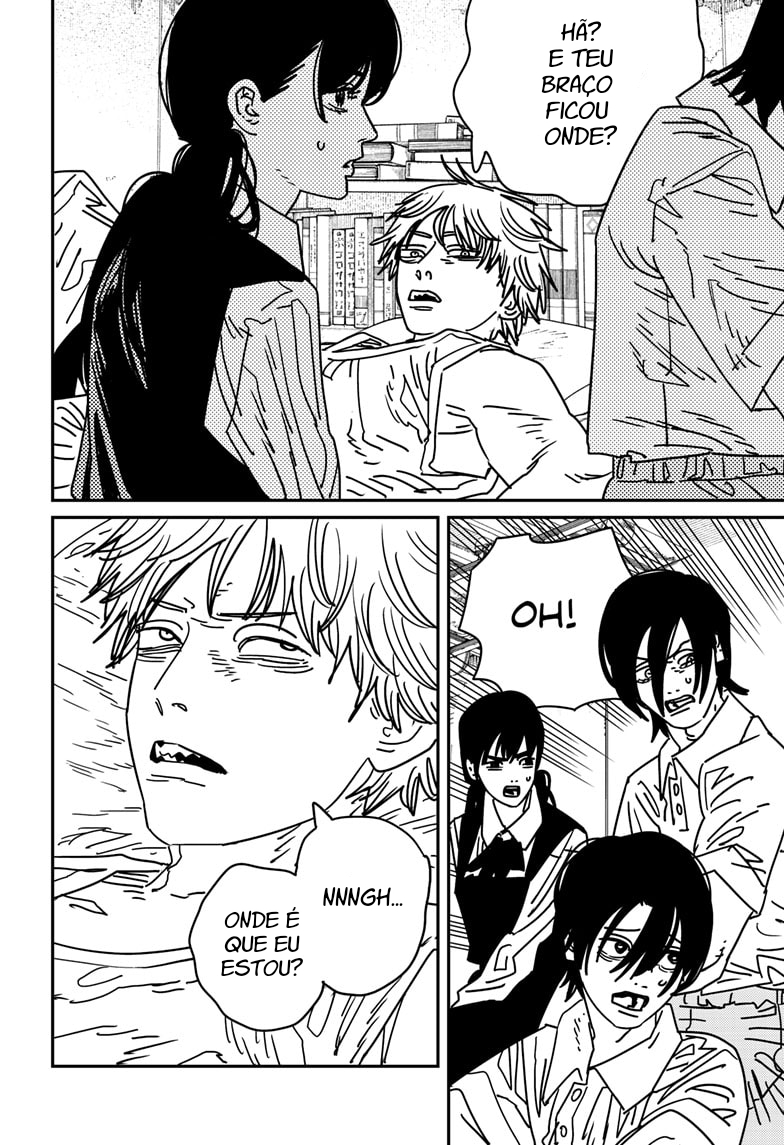 HÃ?
E TEU
BRAÇO
FICOU
ONDE?
OH!
NNNGH...
ONDE É
QUE EU
ESTOU?